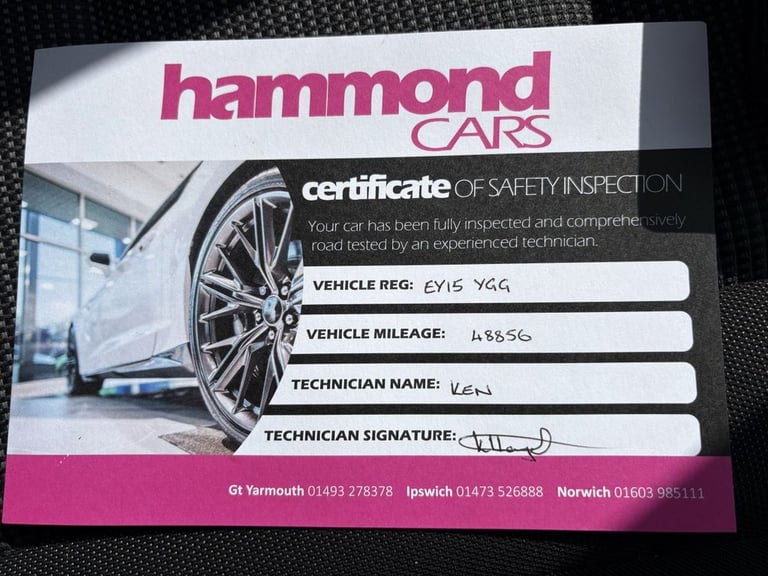 hammond
CARS
certificate OF SAFETY INSPECTION
Your car has been fully inspected and comprehensively
road tested by an experienced technician.
VEHICLE REG: EY15 YGG
VEHICLE MILEAGE: 48856
TECHNICIAN NAME: KEN
TECHNICIAN SIGNATURE:
Gt Yarmouth 01493 278378 Ipswich 01473 526888 Norwich 01603 985111